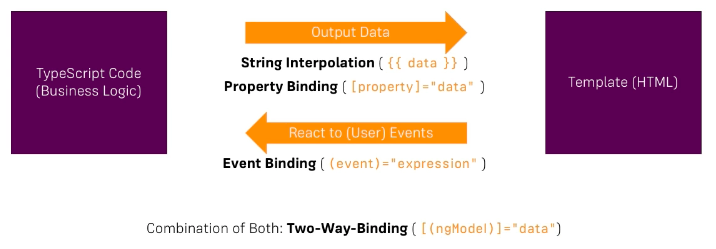 Output Data
TypeScript Code
(Business Logic)
String Interpolation ( {{ data }} )
Property Binding ( [property]="data" )
Template (HTML)
React to (User) Events
Event Binding ( (event)="expression" )
Combination of Both: Two-Way-Binding ( [(ngModel)]="data")